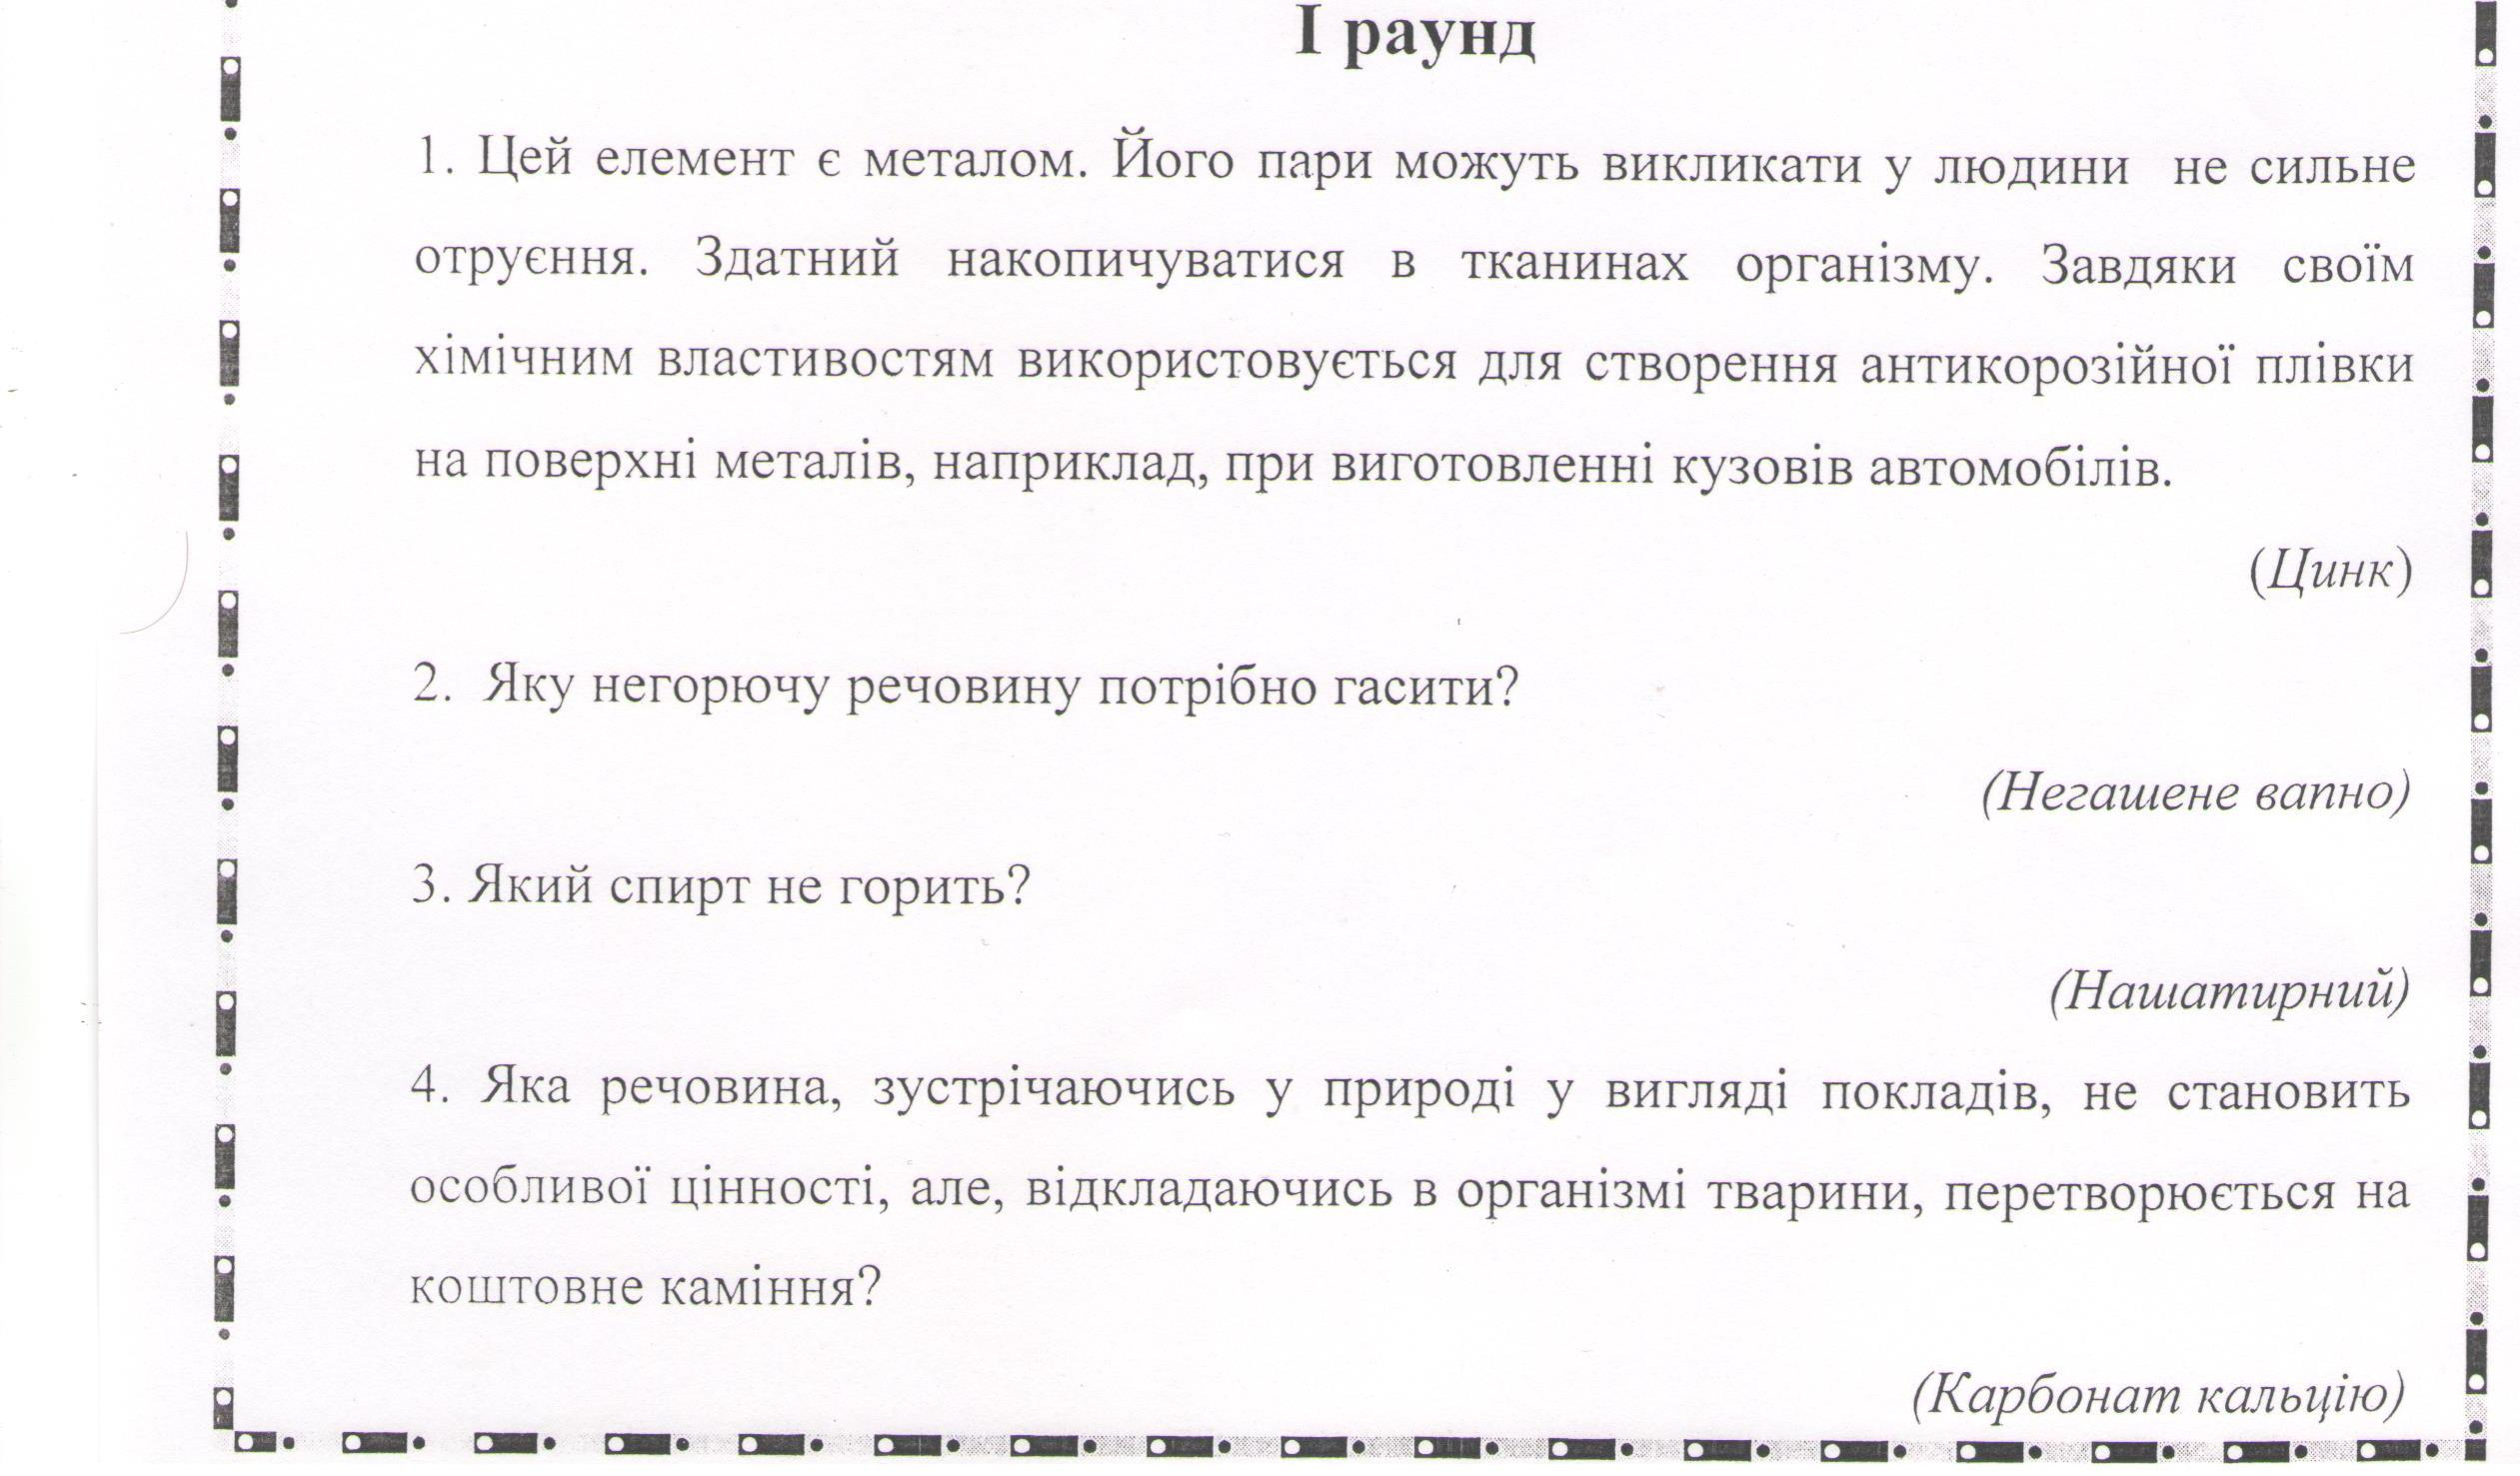 І раунд
1. Цей елемент є металом. Його пари можуть викликати у людини не сильне
отруєння. Здатний накопичуватися в тканинах організму. Завдяки своїм
хімічним властивостям використовується для створення антикорозійної плівки
на поверхні металів, наприклад, при виготовленні кузовів автомобілів.
(Цинк)
2. Яку негорючу речовину потрібно гасити?
(Негашене вапно)
3. Який спирт не горить?
(Нашатирний)
4. Яка речовина, зустрічаючись у природі у вигляді покладів, не становить
особливої цінності, але, відкладаючись в організмі тварини, перетворюється на
коштовне каміння?
(Карбонат кальцію)